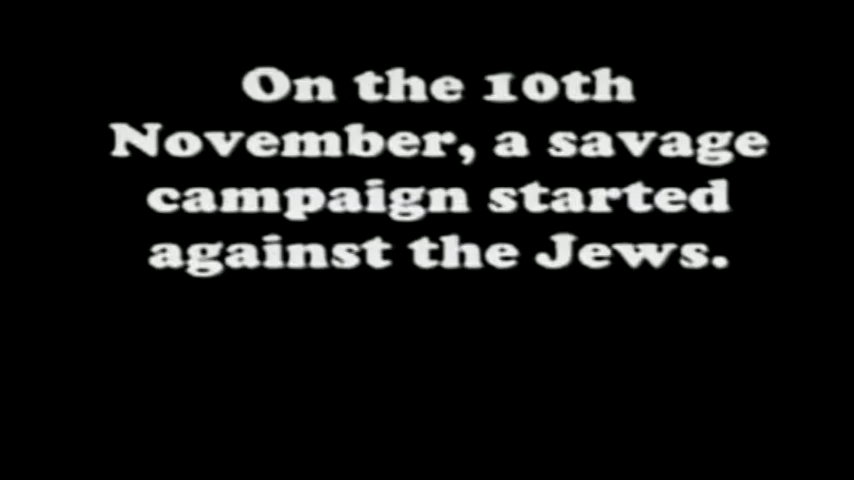 On the 10th
November, a savage
campaign started
against the Jews.